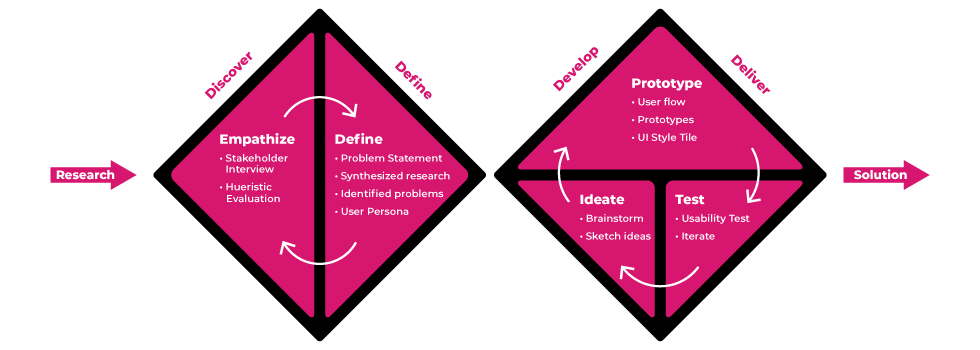 Research
Discover
Define
Empathize
• Stakeholder
Interview
• Hueristic
Evaluation
Define
• Problem Statement
• Synthesized research
• Identified problems
• User Persona
Develop
Deliver
Prototype
• User flow
• Prototypes
• UI Style Tile
Ideate
• Brainstorm
• Sketch ideas
Test
• Usability Test
• Iterate
Solution